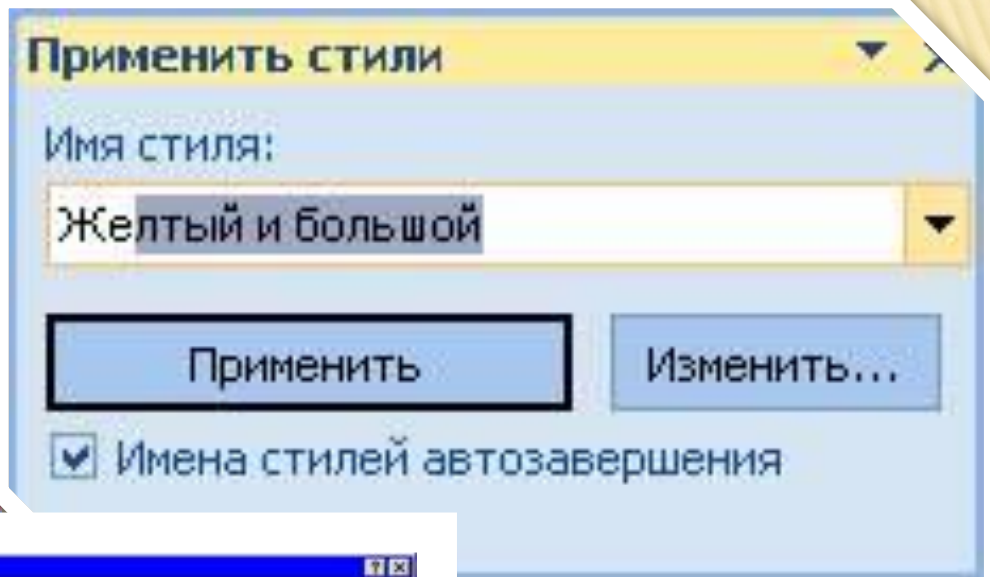 Применить стили
Имя стиля:
Желтый и большой
Применить
Изменить...
Имена стилей автозавершения